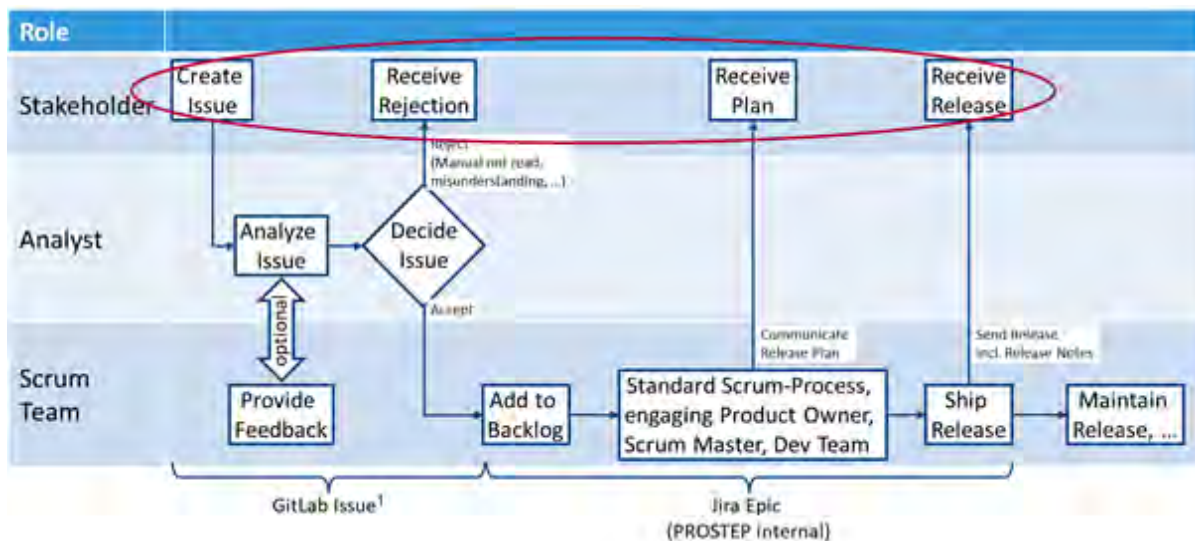 Role
Stakeholder
Create
Issue
Receive
Rejection
Receive
Plan
Receive
Release
Reject
(Manual not read,
misunderstanding, ...)
Analyst
Analyze
Issue
Decide
Issue
optional
Accept
Communicate
Release Plan
Send Release,
incl. Release Notes
Scrum
Team
Provide
Feedback
Add to
Backlog
Standard Scrum-Process,
engaging Product Owner,
Scrum Master, Dev Team
Ship
Release
Maintain
Release, ...
GitLab Issue¹
Jira Epic
(PROSTEP internal)